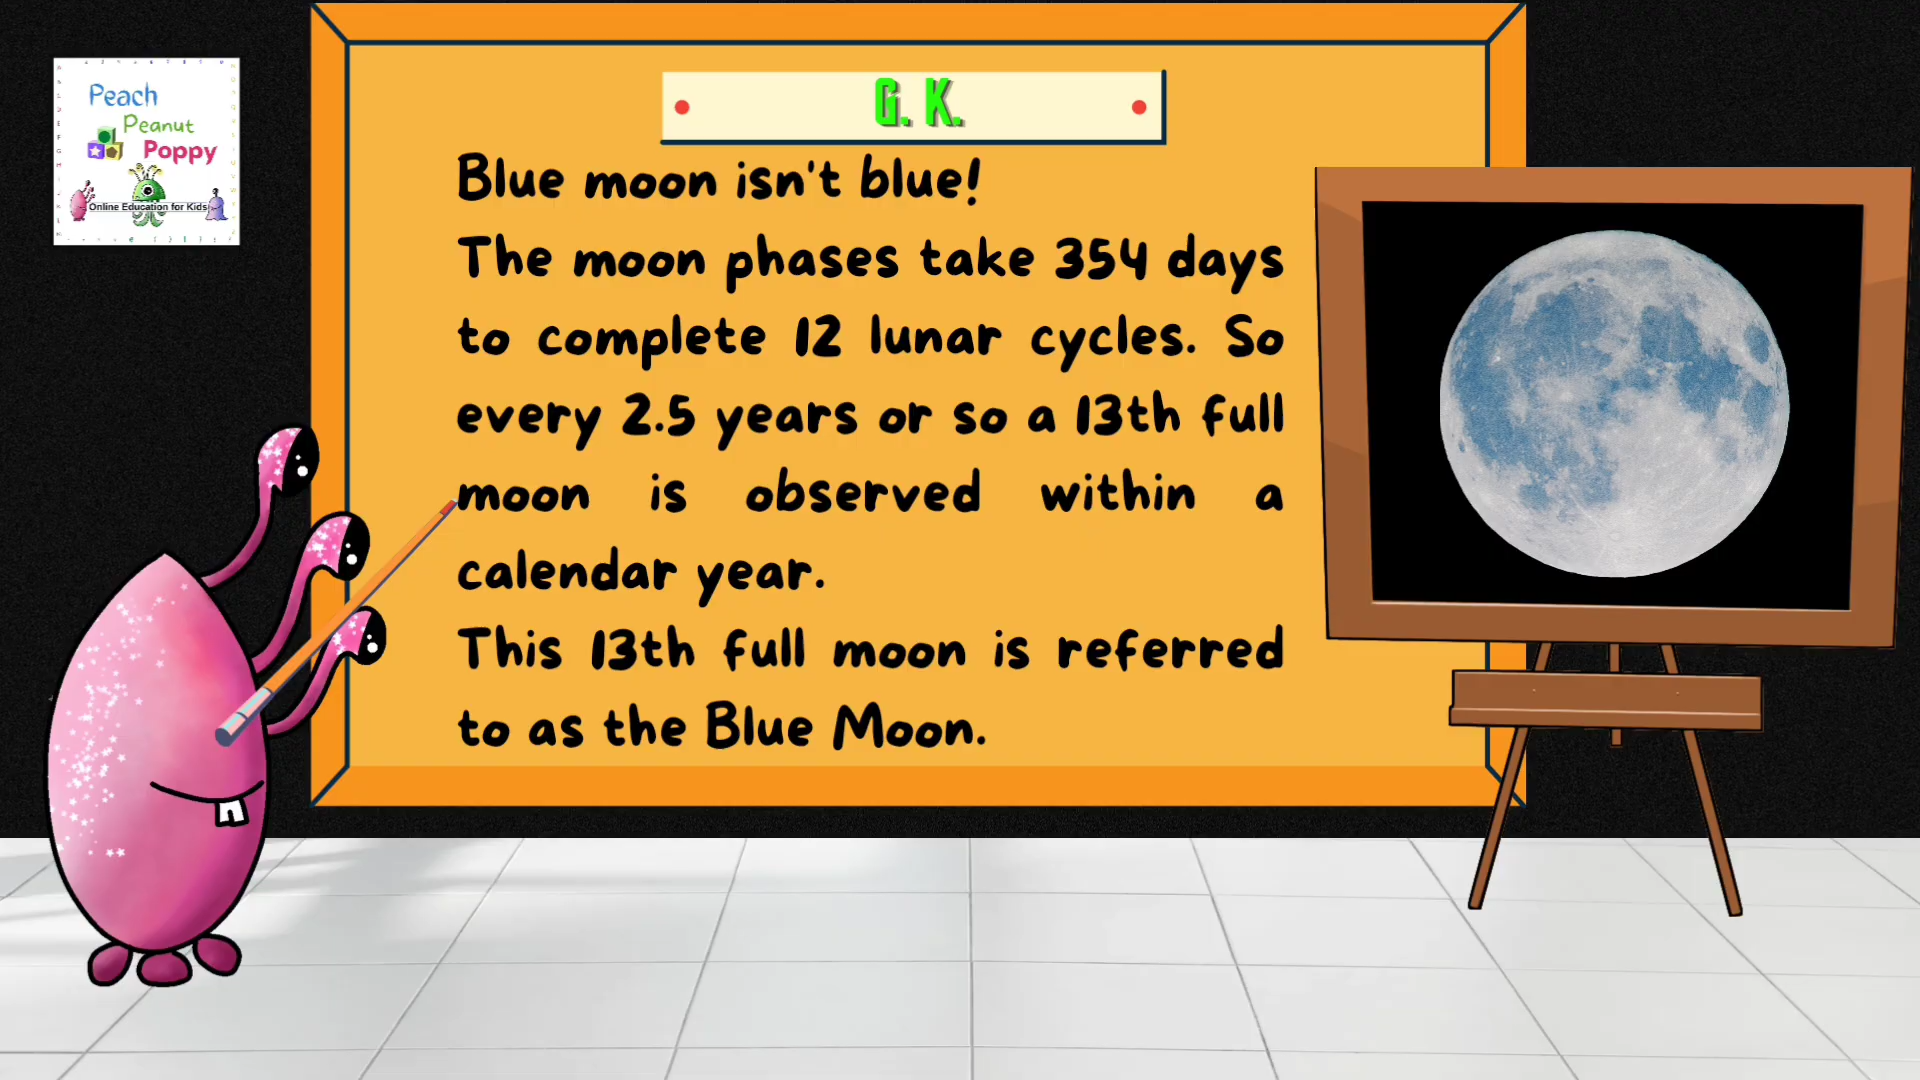 Peach
Peanut
Poppy
Online Education for Kids
G. K.
Blue moon isn't blue!
The moon phases take 354 days
to complete 12 lunar cycles. So
every 2.5 years or so a 13th full
moon is observed within a
calendar year.
This 13th full moon is referred
to as the Blue Moon.